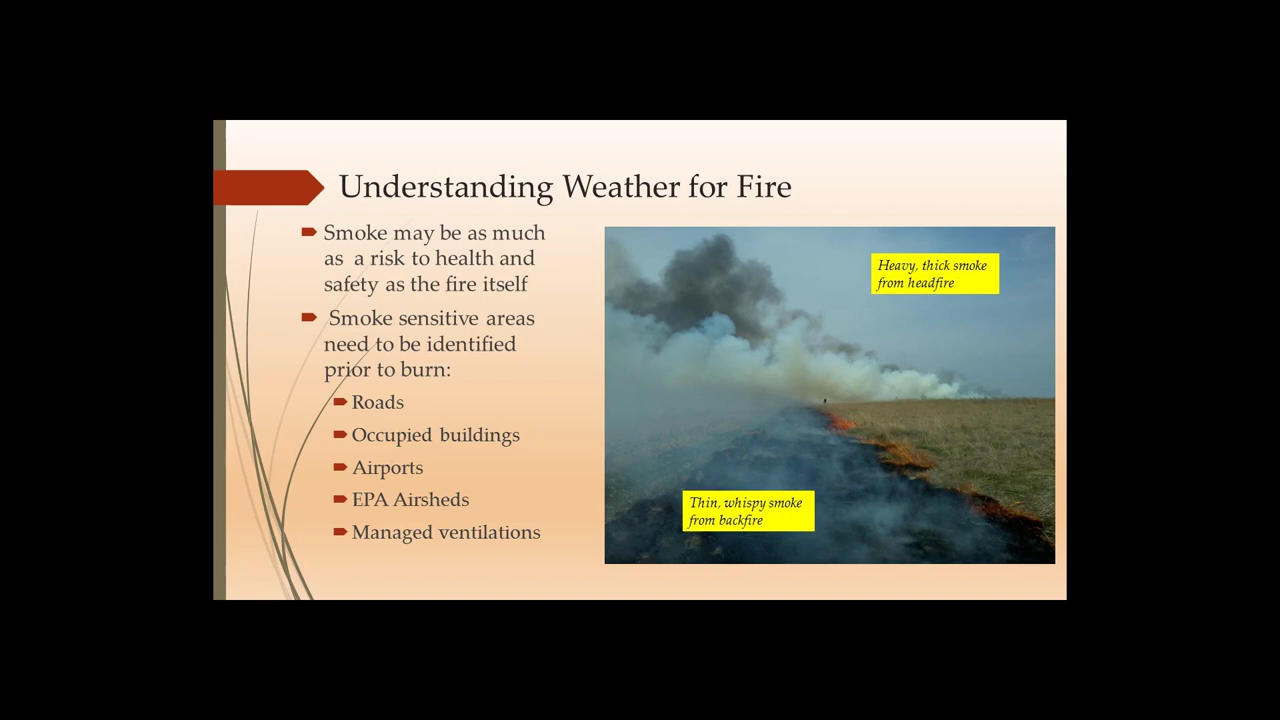 Understanding Weather for Fire
Smoke may be as much
as a risk to health and
safety as the fire itself
Smoke sensitive areas
need to be identified
prior to burn:
Roads
Occupied buildings
Airports
EPA Airsheds
Managed ventilations
Heavy, thick smoke
from headfire
Thin, whispy smoke
from backfire